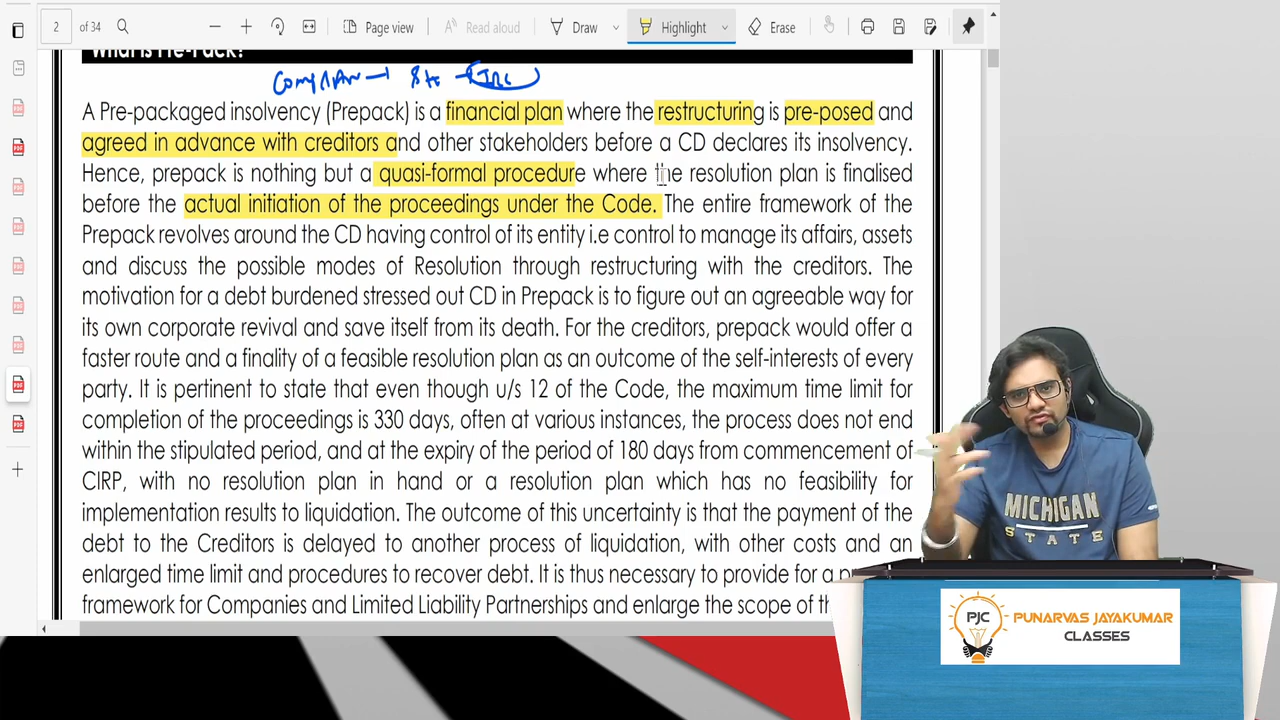 2 of 34 Page view Read aloud Draw Highlight Erase
What is Pre-Pack?
A Pre-packaged insolvency (Prepack) is a financial plan where the restructuring is pre-posed and
agreed in advance with creditors and other stakeholders before a CD declares its insolvency.
Hence, prepack is nothing but a quasi-formal procedure where the resolution plan is finalised
before the actual initiation of the proceedings under the Code. The entire framework of the
Prepack revolves around the CD having control of its entity i.e control to manage its affairs, assets
and discuss the possible modes of Resolution through restructuring with the creditors. The
motivation for a debt burdened stressed out CD in Prepack is to figure out an agreeable way for
its own corporate revival and save itself from its death. For the creditors, prepack would offer a
faster route and a finality of a feasible resolution plan as an outcome of the self-interests of every
party. It is pertinent to state that even though u/s 12 of the Code, the maximum time limit for
completion of the proceedings is 330 days, often at various instances, the process does not end
within the stipulated period, and at the expiry of the period of 180 days from commencement of
CIRP, with no resolution plan in hand or a resolution plan which has no feasibility for
implementation results to liquidation. The outcome of this uncertainty is that the payment of the
debt to the Creditors is delayed to another process of liquidation, with other costs and an
enlarged time limit and procedures to recover debt. It is thus necessary to provide for a
framework for Companies and Limited Liability Partnerships and enlarge the scope of
MICHIGAN
STATE
PJC
PUNARVAS JAYAKUMAR
CLASSES